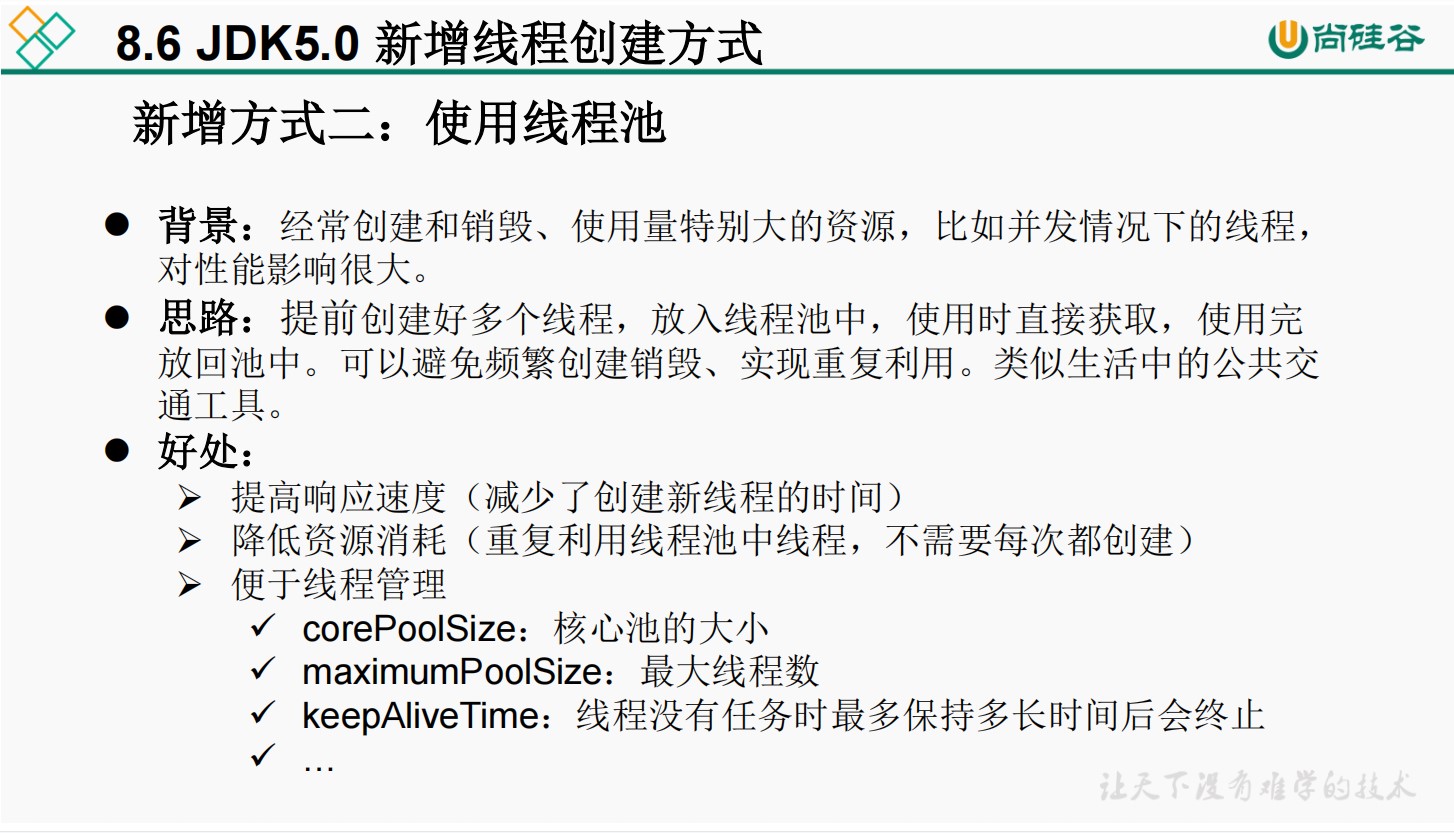 8.6 JDK5.0 新增线程创建方式
尚硅谷
新增方式二：使用线程池
背景：经常创建和销毁、使用量特别大的资源，比如并发情况下的线程，
对性能影响很大。
思路：提前创建好多个线程，放入线程池中，使用时直接获取，使用完
放回池中。可以避免频繁创建销毁、实现重复利用。类似生活中的公共交
通工具。
好处：
提高响应速度（减少了创建新线程的时间）
降低资源消耗（重复利用线程池中线程，不需要每次都创建）
便于线程管理
corePoolSize：核心池的大小
maximumPoolSize：最大线程数
keepAliveTime：线程没有任务时最多保持多长时间后会终止
…
让天下没有难学的技术